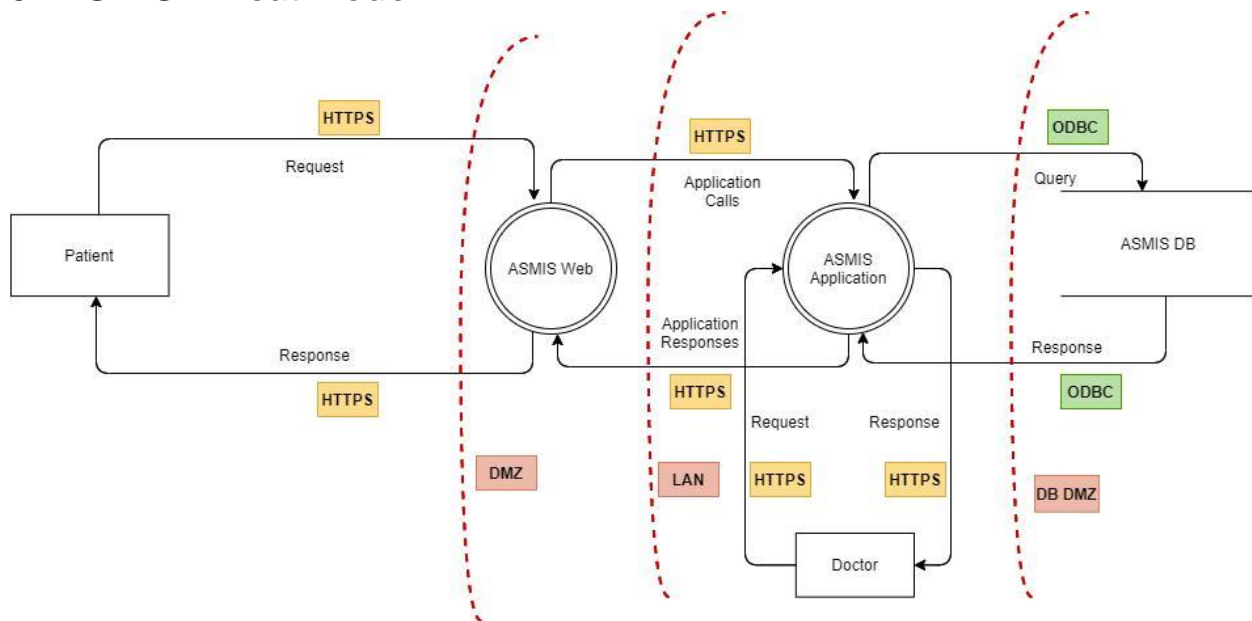 HTTPS
Request
Patient
Response
HTTPS
DMZ
ASMIS Web
HTTPS
Application
Calls
Application
Responses
HTTPS
LAN
ASMIS
Application
Request
Response
HTTPS
HTTPS
Doctor
ODBC
Query
ASMIS DB
Response
ODBC
DB DMZ